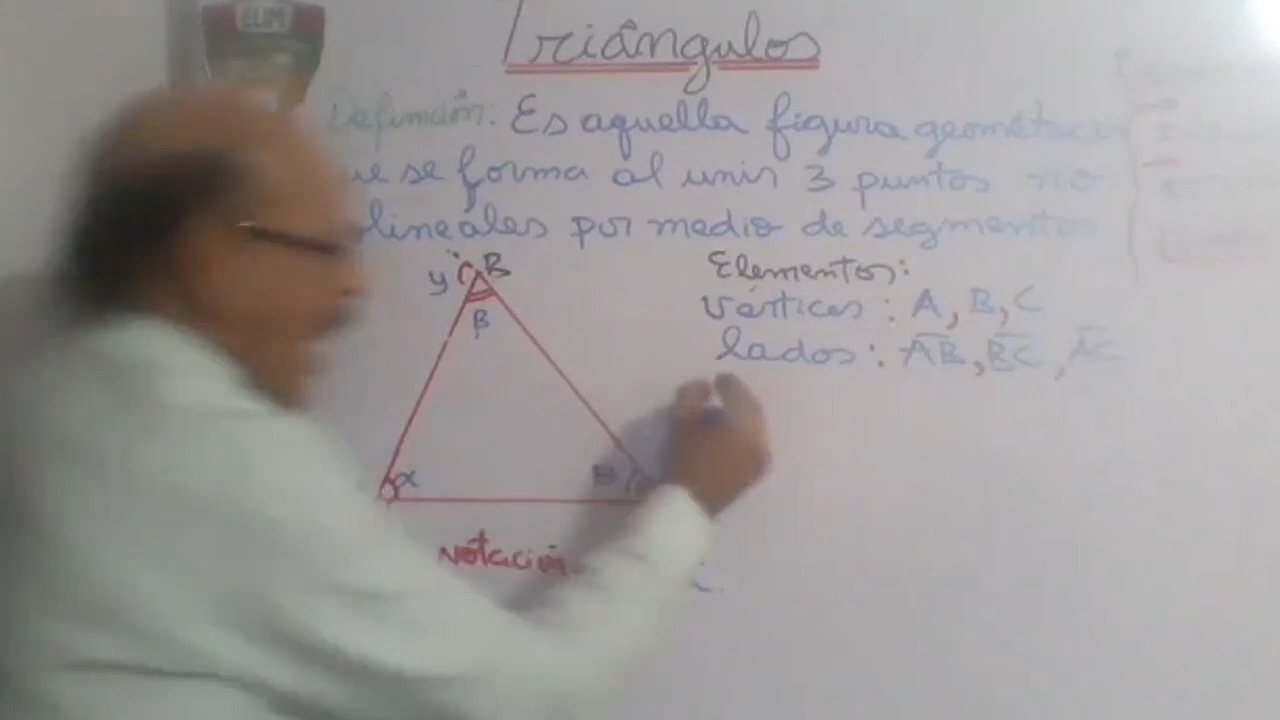 ELIMI
Triángulos
Definición: Es aquella figura geométrica
que se forma al unir 3 puntos no
lineales por medio de segmentos
y B
β
α θ
Notación
Elementos:
Vértices: A, B, C
lados: AB, BC, AC